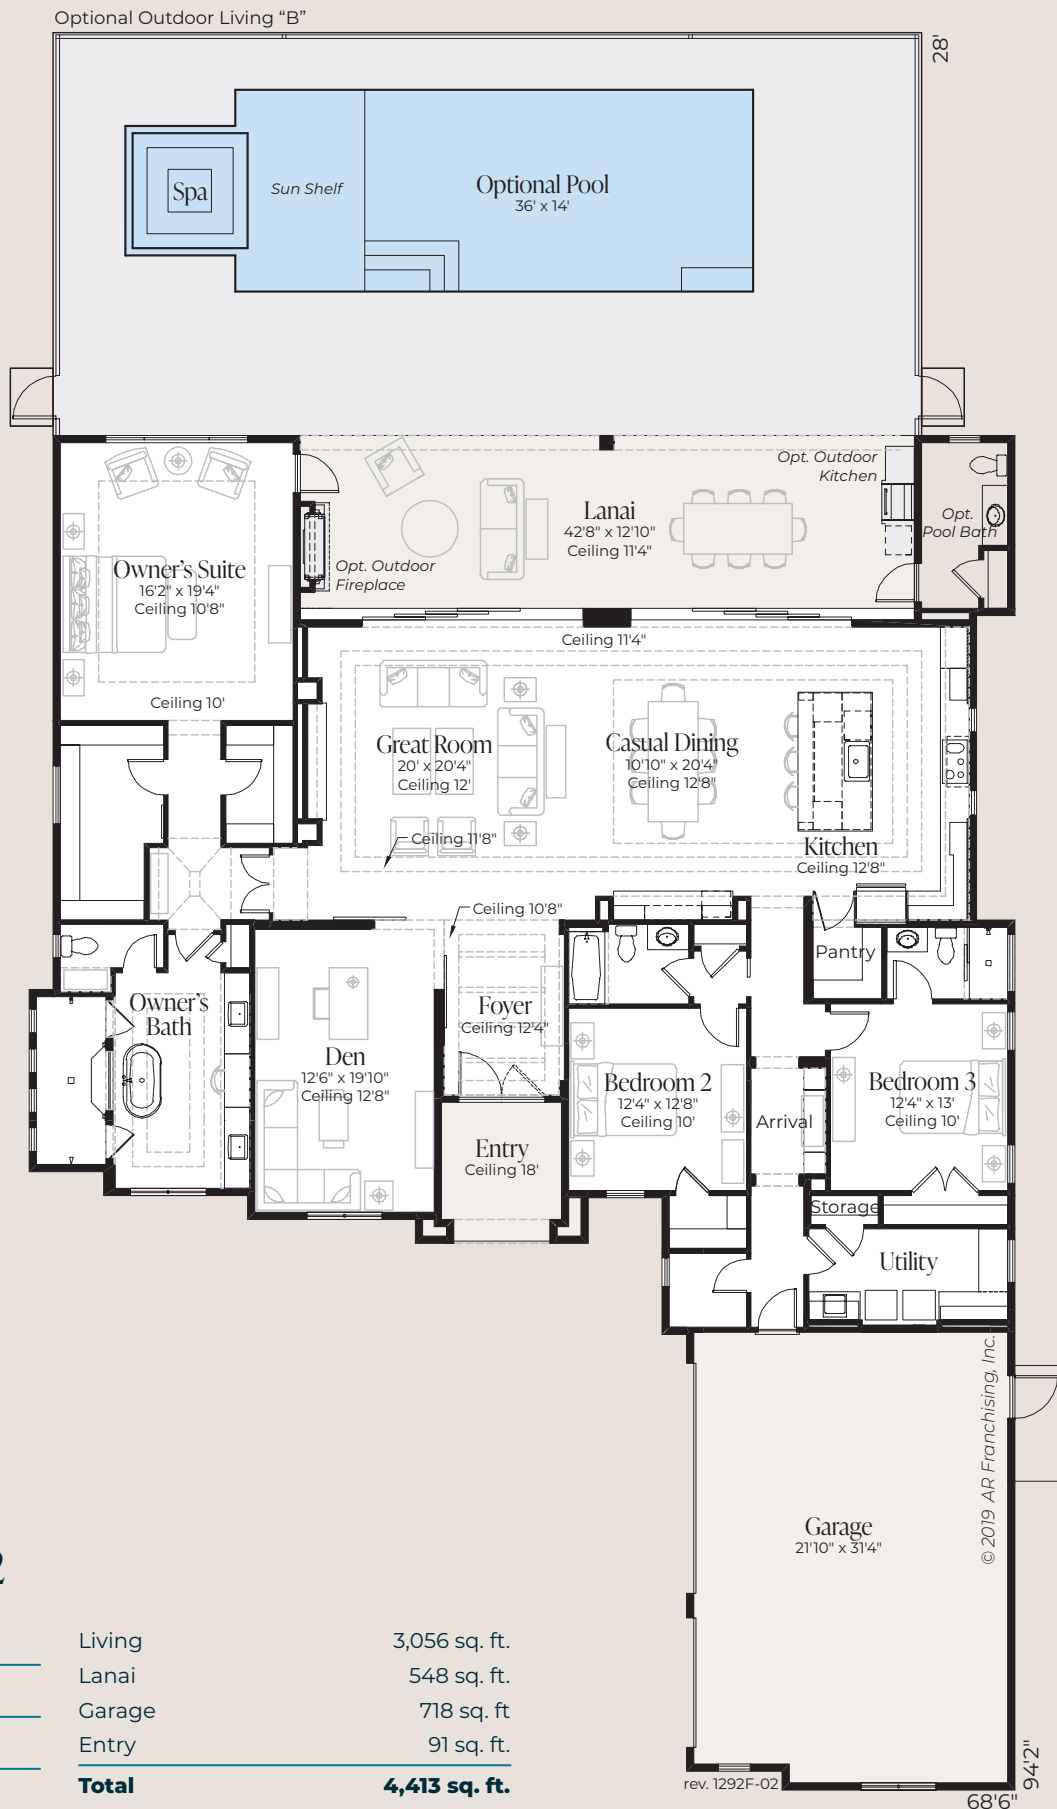 Optional Outdoor Living “B”
28'
Spa
Sun Shelf
Optional Pool
36' x 14'
Opt. Outdoor
Kitchen
Lanai
42'8" x 12'10"
Ceiling 11'4"
Opt.
Pool Bath
Opt. Outdoor
Fireplace
Owner's Suite
16'2" x 19'4"
Ceiling 10'8"
Ceiling 10'
Ceiling 11'4"
Great Room
20' x 20'4"
Ceiling 12'
Casual Dining
10'10" x 20'4"
Ceiling 12'8"
Ceiling 11'8"
Kitchen
Ceiling 12'8"
Ceiling 10'8"
Pantry
Owner's
Bath
Foyer
Ceiling 12'4"
Den
12'6" x 19'10"
Ceiling 12'8"
Bedroom 2
12'4" x 12'8"
Ceiling 10'
Arrival
Bedroom 3
12'4" x 13'
Ceiling 10'
Entry
Ceiling 18'
Storage
Utility
© 2019 AR Franchising, Inc.
Garage
21'10" x 31'4"
2
Living 3,056 sq. ft.
Lanai 548 sq. ft.
Garage 718 sq. ft
Entry 91 sq. ft.
Total 4,413 sq. ft.
rev. 1292F-02
94'2"
68'6"